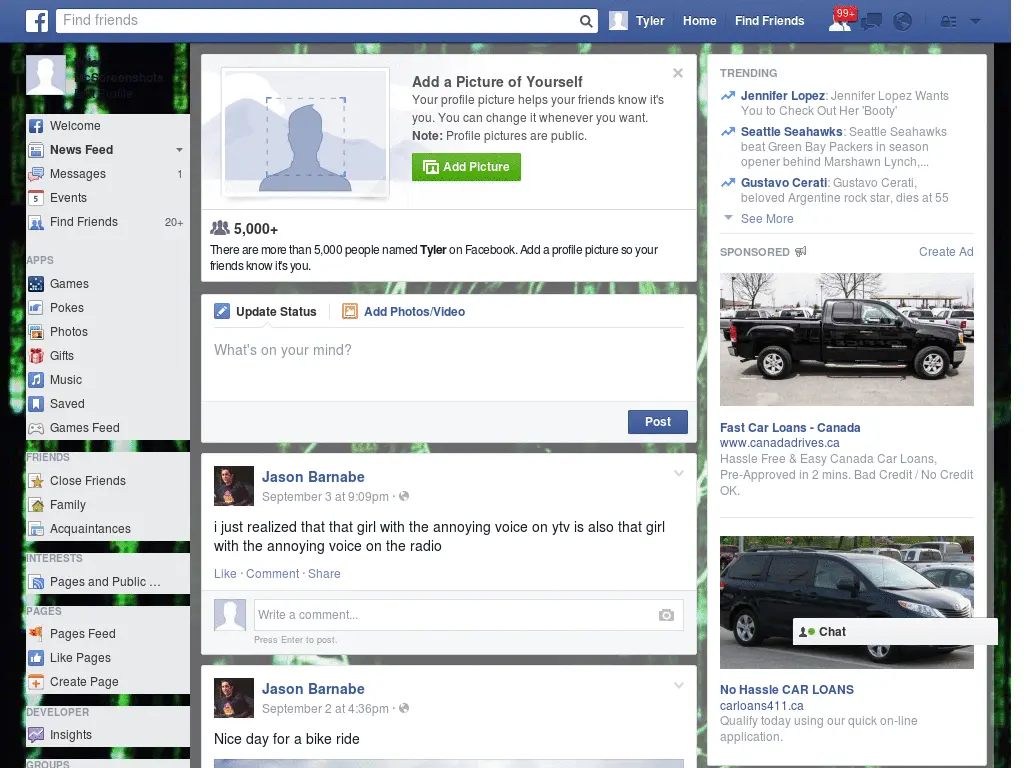 Find friends
Tyler Home Find Friends
99+
Screenshots
Profile
Welcome
News Feed
Messages 1
Events
5
Find Friends 20+
APPS
Games
Pokes
Photos
Gifts
Music
Saved
Games Feed
FRIENDS
Close Friends
Family
Acquaintances
INTERESTS
Pages and Public ...
PAGES
Pages Feed
Like Pages
Create Page
DEVELOPER
Insights
GROUPS
Add a Picture of Yourself
Your profile picture helps your friends know it's
you. You can change it whenever you want.
Note: Profile pictures are public.
Add Picture
5,000+
There are more than 5,000 people named Tyler on Facebook. Add a profile picture so your
friends know it's you.
Update Status Add Photos/Video
What's on your mind?
Post
Jason Barnabe
September 3 at 9:09pm ·
i just realized that that girl with the annoying voice on ytv is also that girl
with the annoying voice on the radio
Like · Comment · Share
Write a comment...
Press Enter to post.
Jason Barnabe
September 2 at 4:36pm ·
Nice day for a bike ride
TRENDING
Jennifer Lopez: Jennifer Lopez Wants
You to Check Out Her 'Booty'
Seattle Seahawks: Seattle Seahawks
beat Green Bay Packers in season
opener behind Marshawn Lynch,...
Gustavo Cerati: Gustavo Cerati,
beloved Argentine rock star, dies at 55
See More
SPONSORED Create Ad
Fast Car Loans - Canada
www.canadadrives.ca
Hassle Free & Easy Canada Car Loans,
Pre-Approved in 2 mins. Bad Credit / No Credit
OK.
Chat
No Hassle CAR LOANS
carloans411.ca
Qualify today using our quick on-line
application.